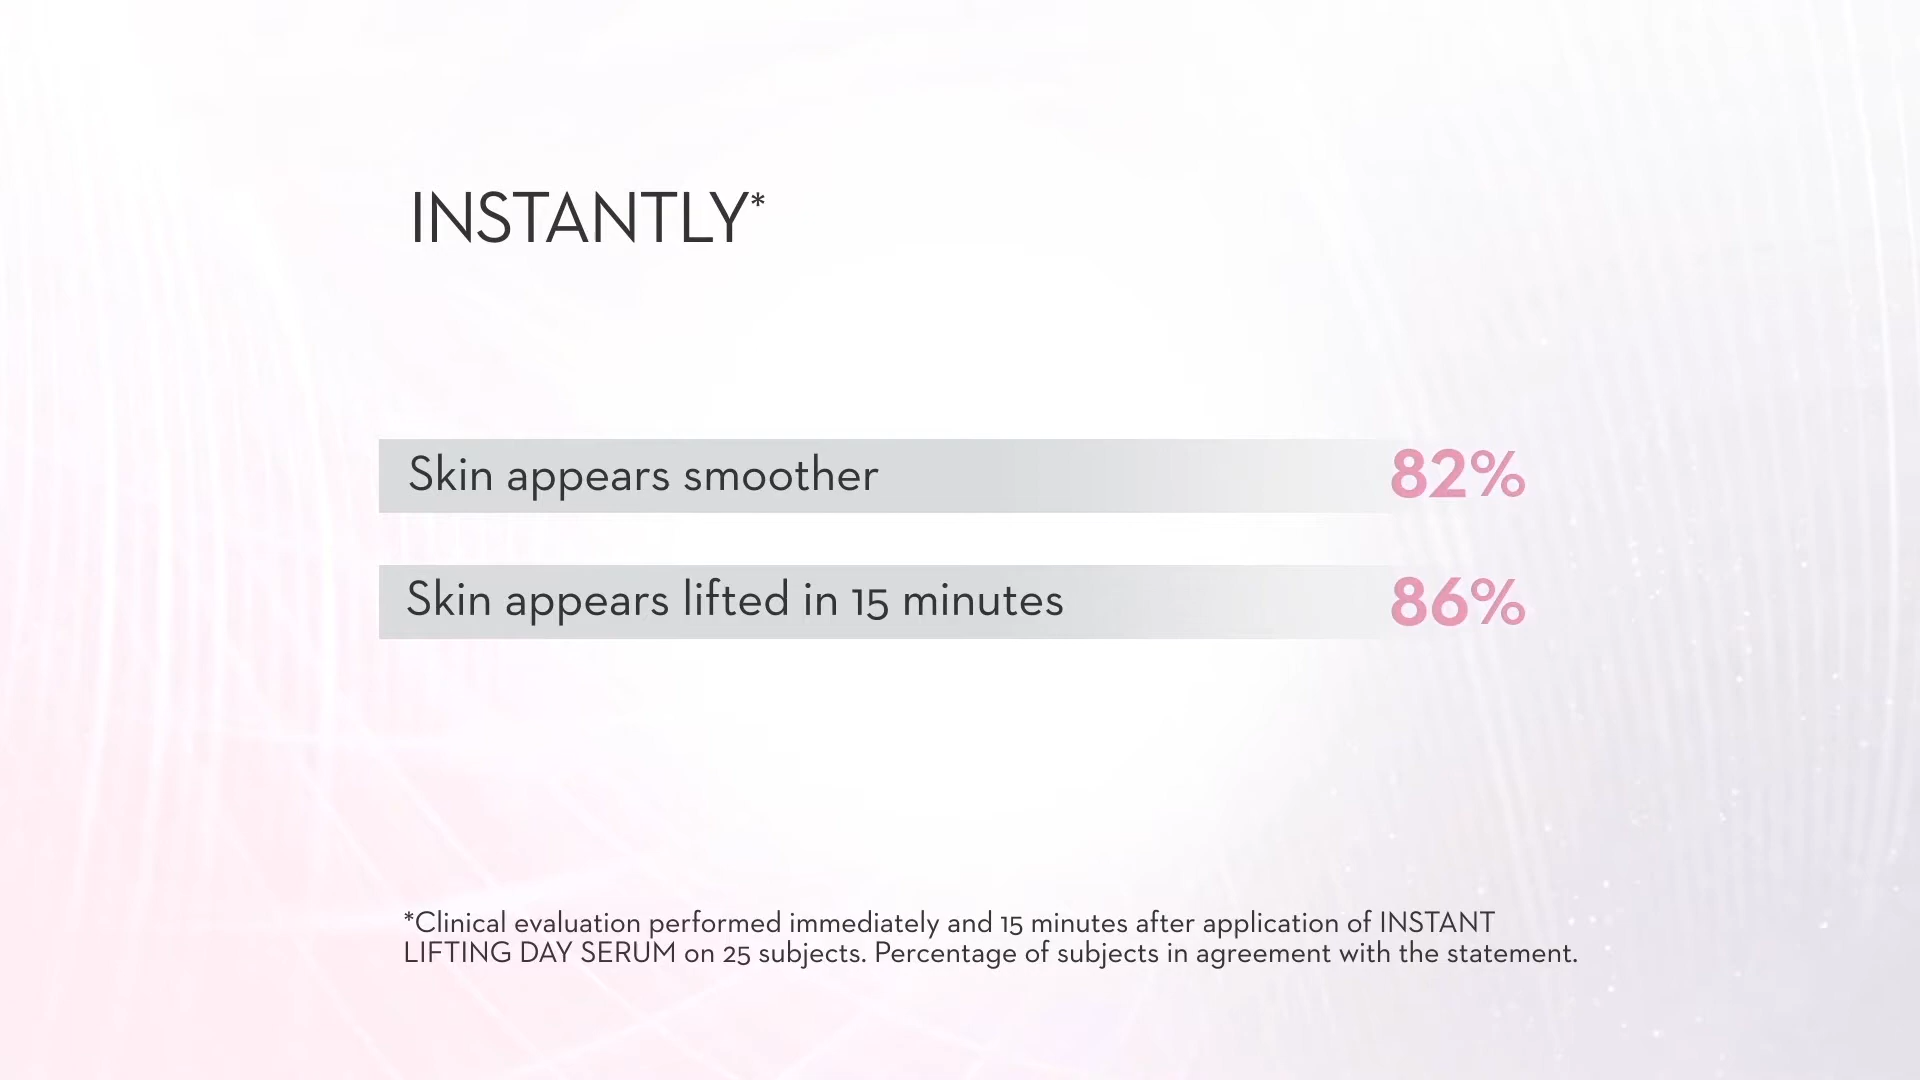 INSTANTLY*
Skin appears smoother 82%
Skin appears lifted in 15 minutes 86%
*Clinical evaluation performed immediately and 15 minutes after application of INSTANT
LIFTING DAY SERUM on 25 subjects. Percentage of subjects in agreement with the statement.